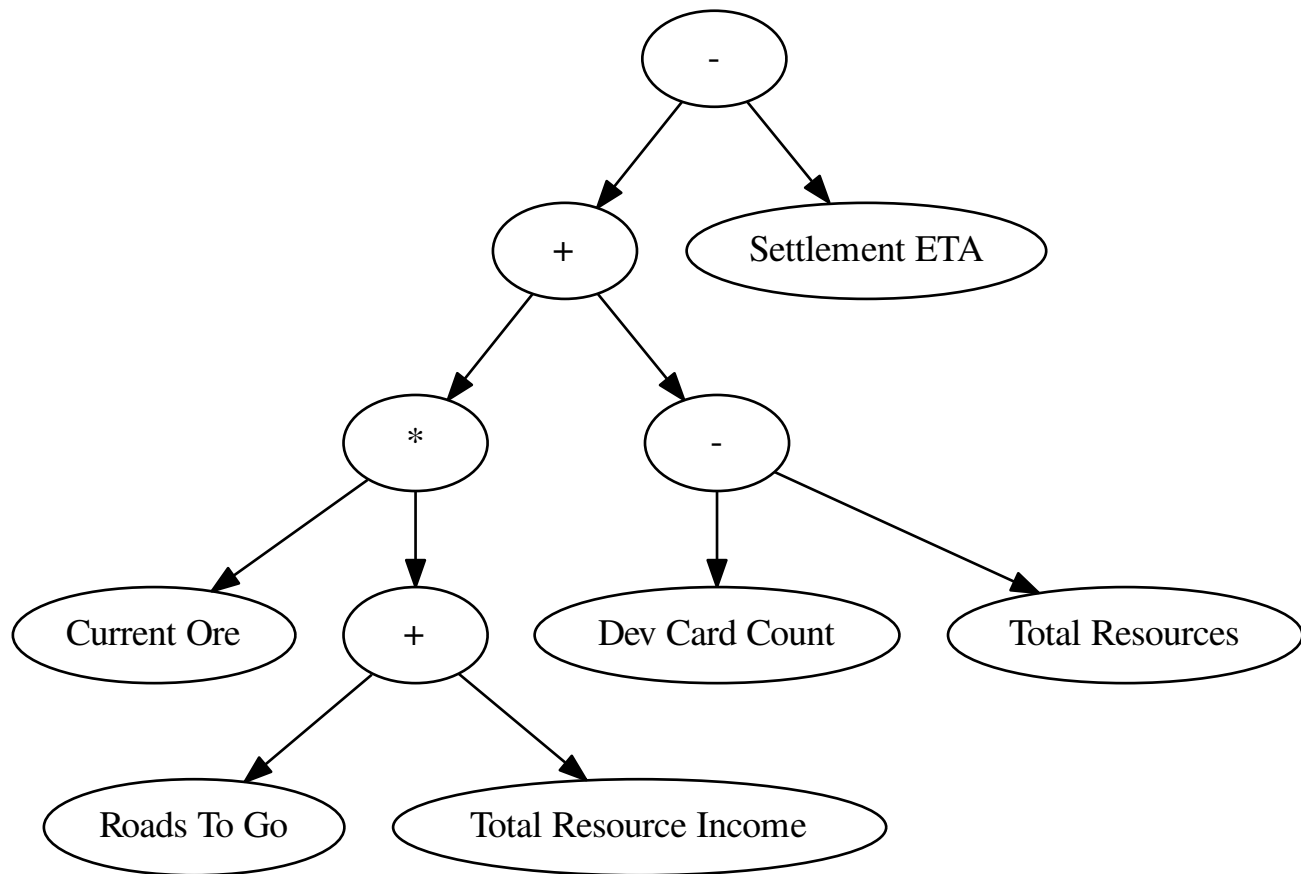 -
+
Settlement ETA
*
-
Current Ore
+
Dev Card Count
Total Resources
Roads To Go
Total Resource Income